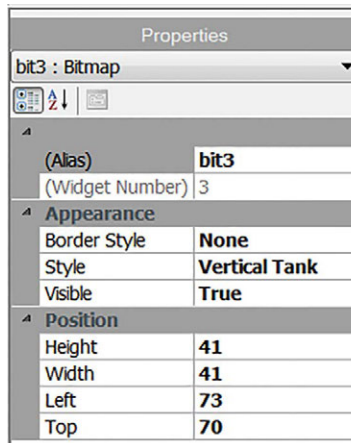 Properties
bit3 : Bitmap
(Alias) bit3
(Widget Number) 3
Appearance
Border Style None
Style Vertical Tank
Visible True
Position
Height 41
Width 41
Left 73
Top 70